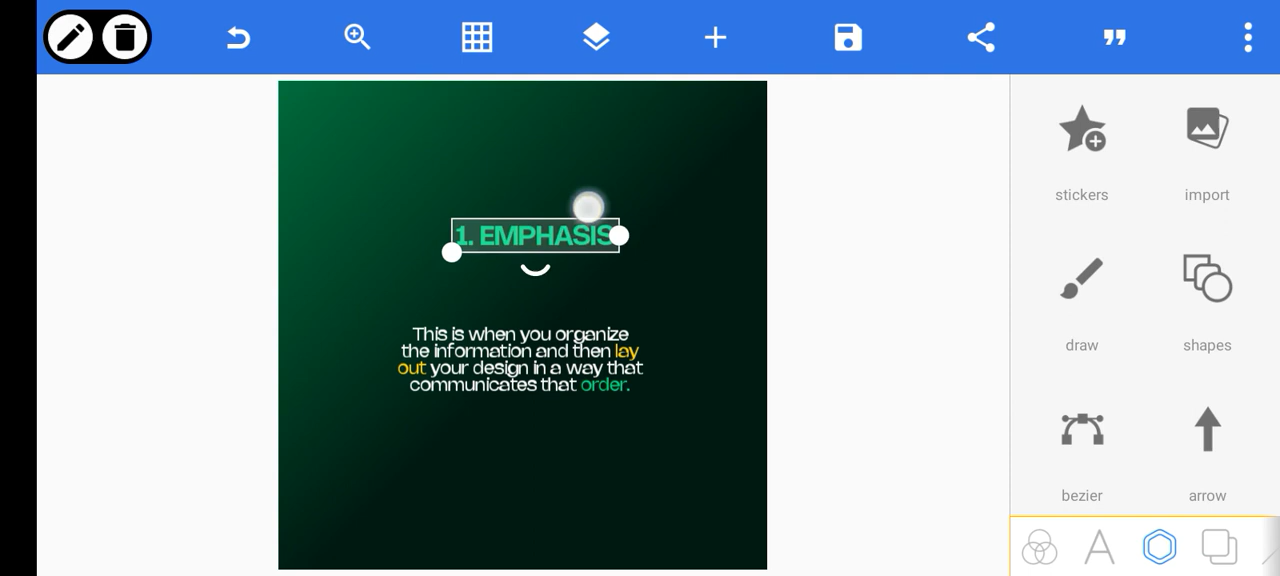 1. EMPHASIS
This is when you organize
the information and then lay
out your design in a way that
communicates that order.
stickers
import
draw
shapes
bezier
arrow